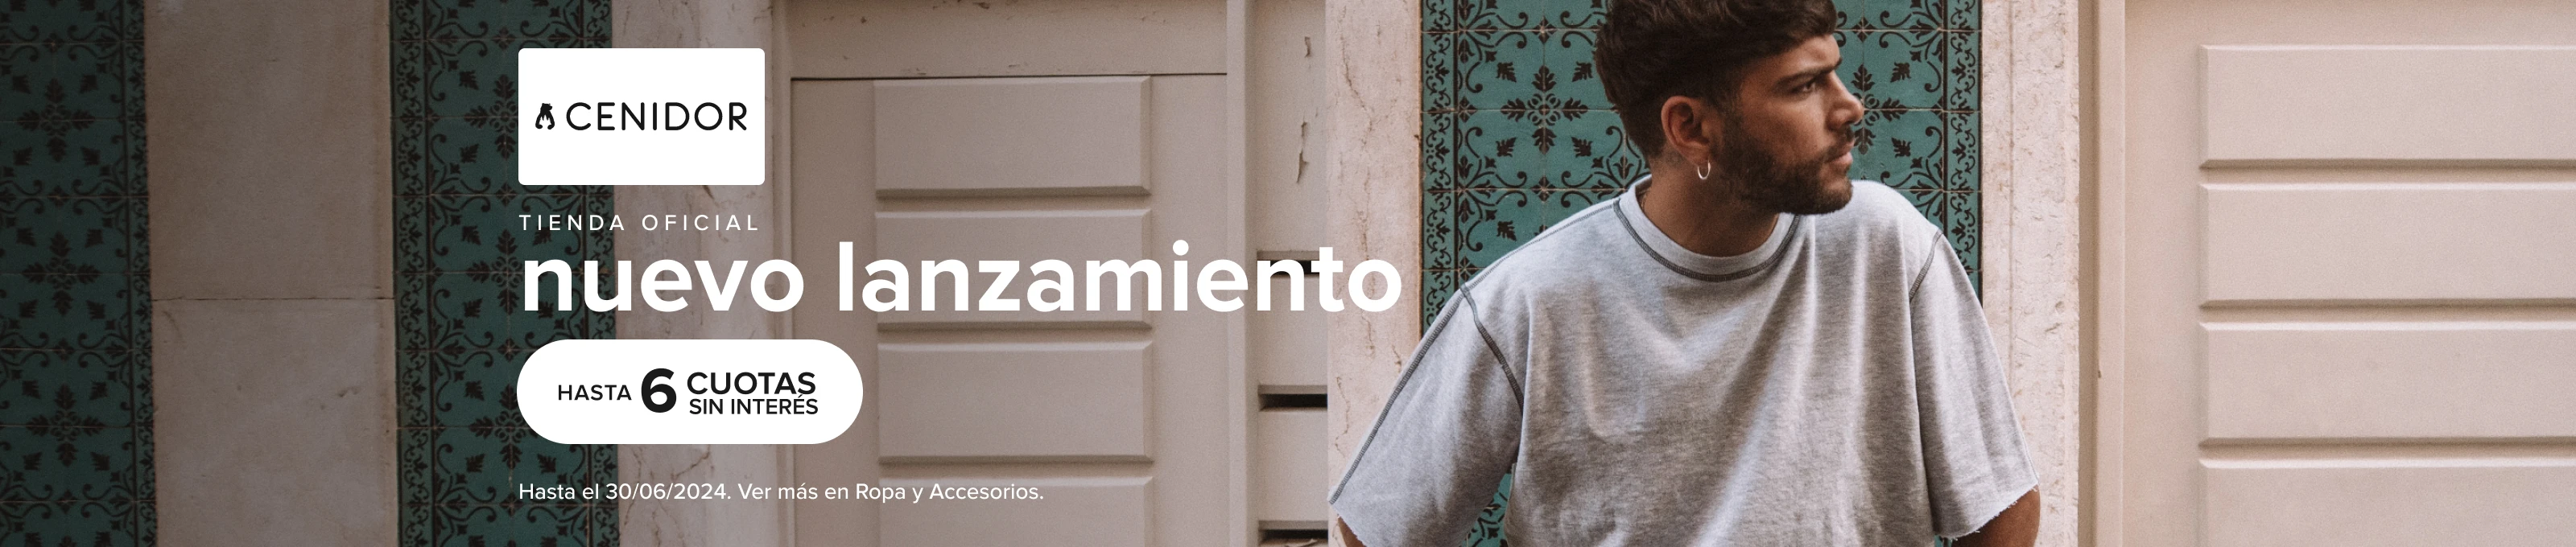 CENIDOR
TIENDA OFICIAL
nuevo lanzamiento
HASTA 6 CUOTAS
SIN INTERÉS
Hasta el 30/06/2024. Ver más en Ropa y Accesorios.